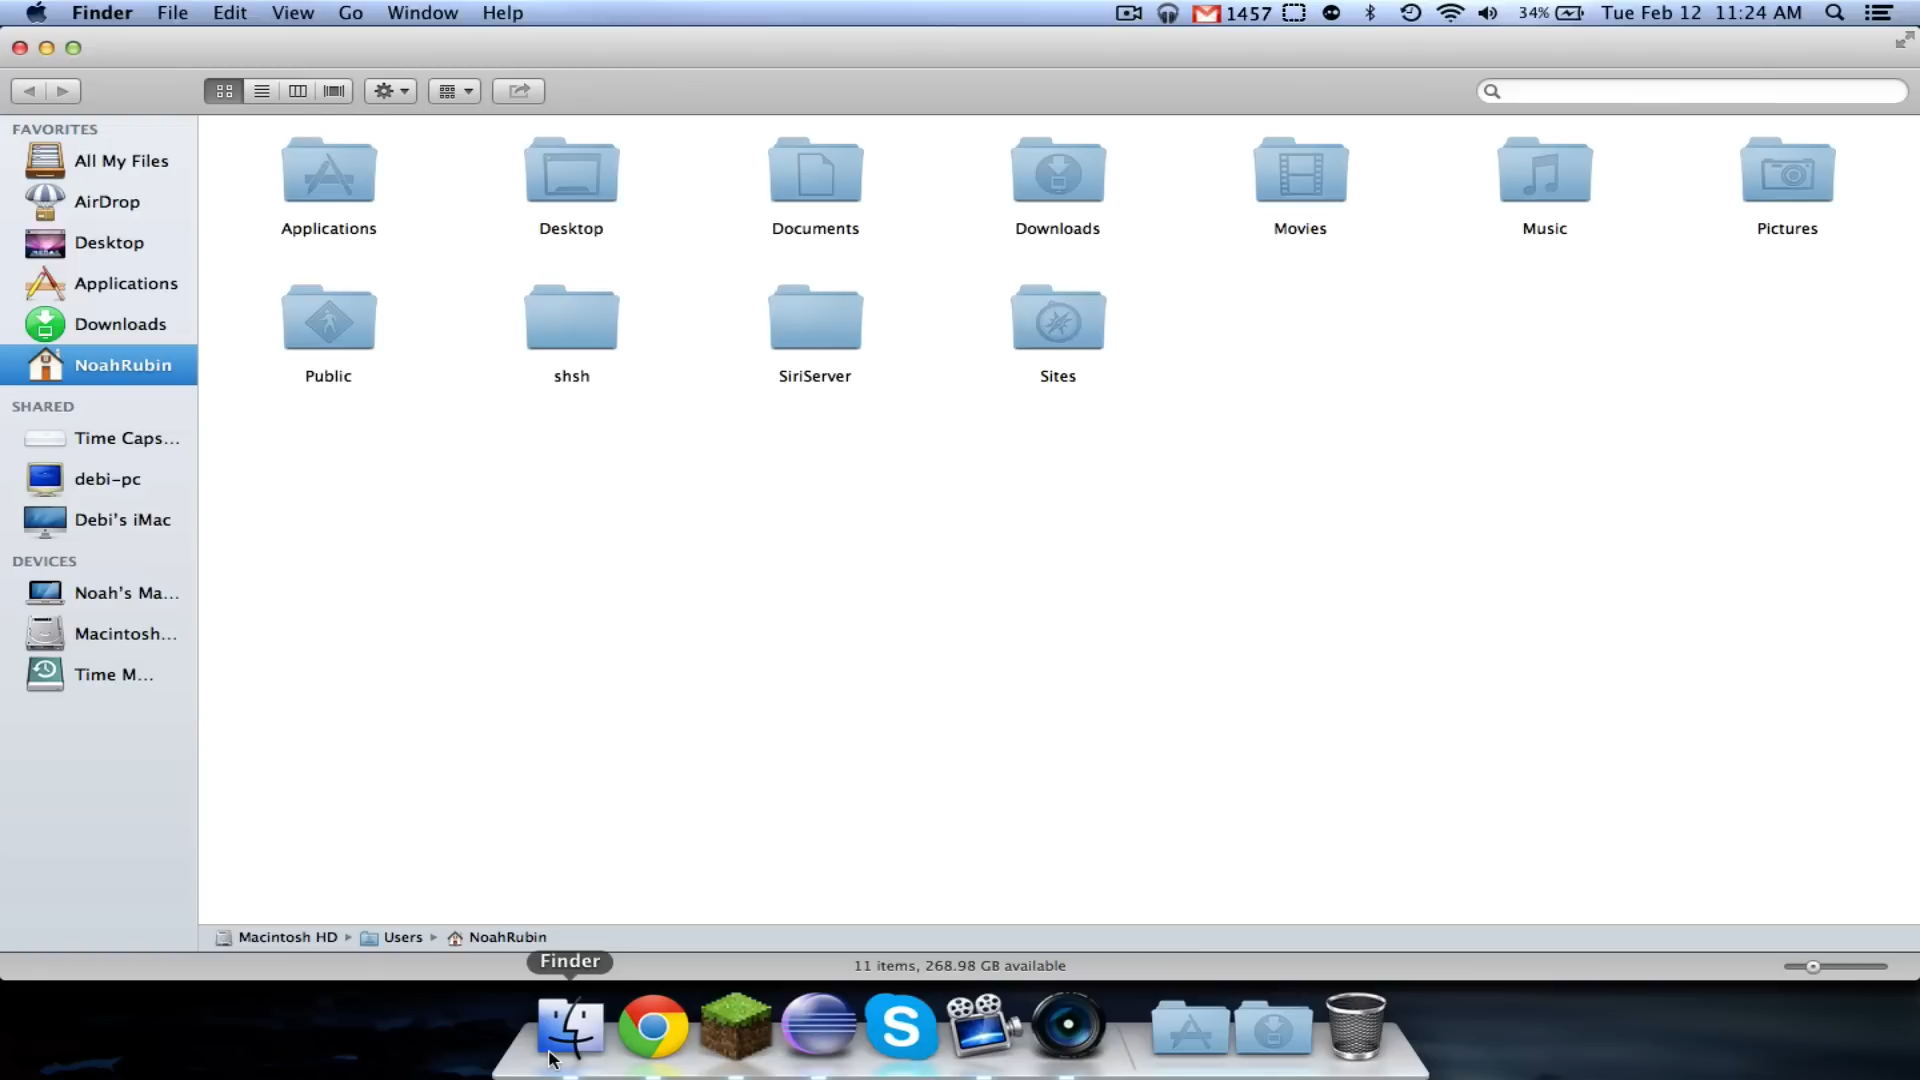 Finder File Edit View Go Window Help 1457 34% Tue Feb 12 11:24 AM
FAVORITES
All My Files
AirDrop
Desktop
Applications
Downloads
NoahRubin
SHARED
Time Caps...
debi-pc
Debi's iMac
DEVICES
Noah's Ma...
Macintosh...
Time M...
Applications Desktop Documents Downloads Movies Music Pictures
Public shsh SiriServer Sites
Macintosh HD Users NoahRubin
Finder
11 items, 268.98 GB available